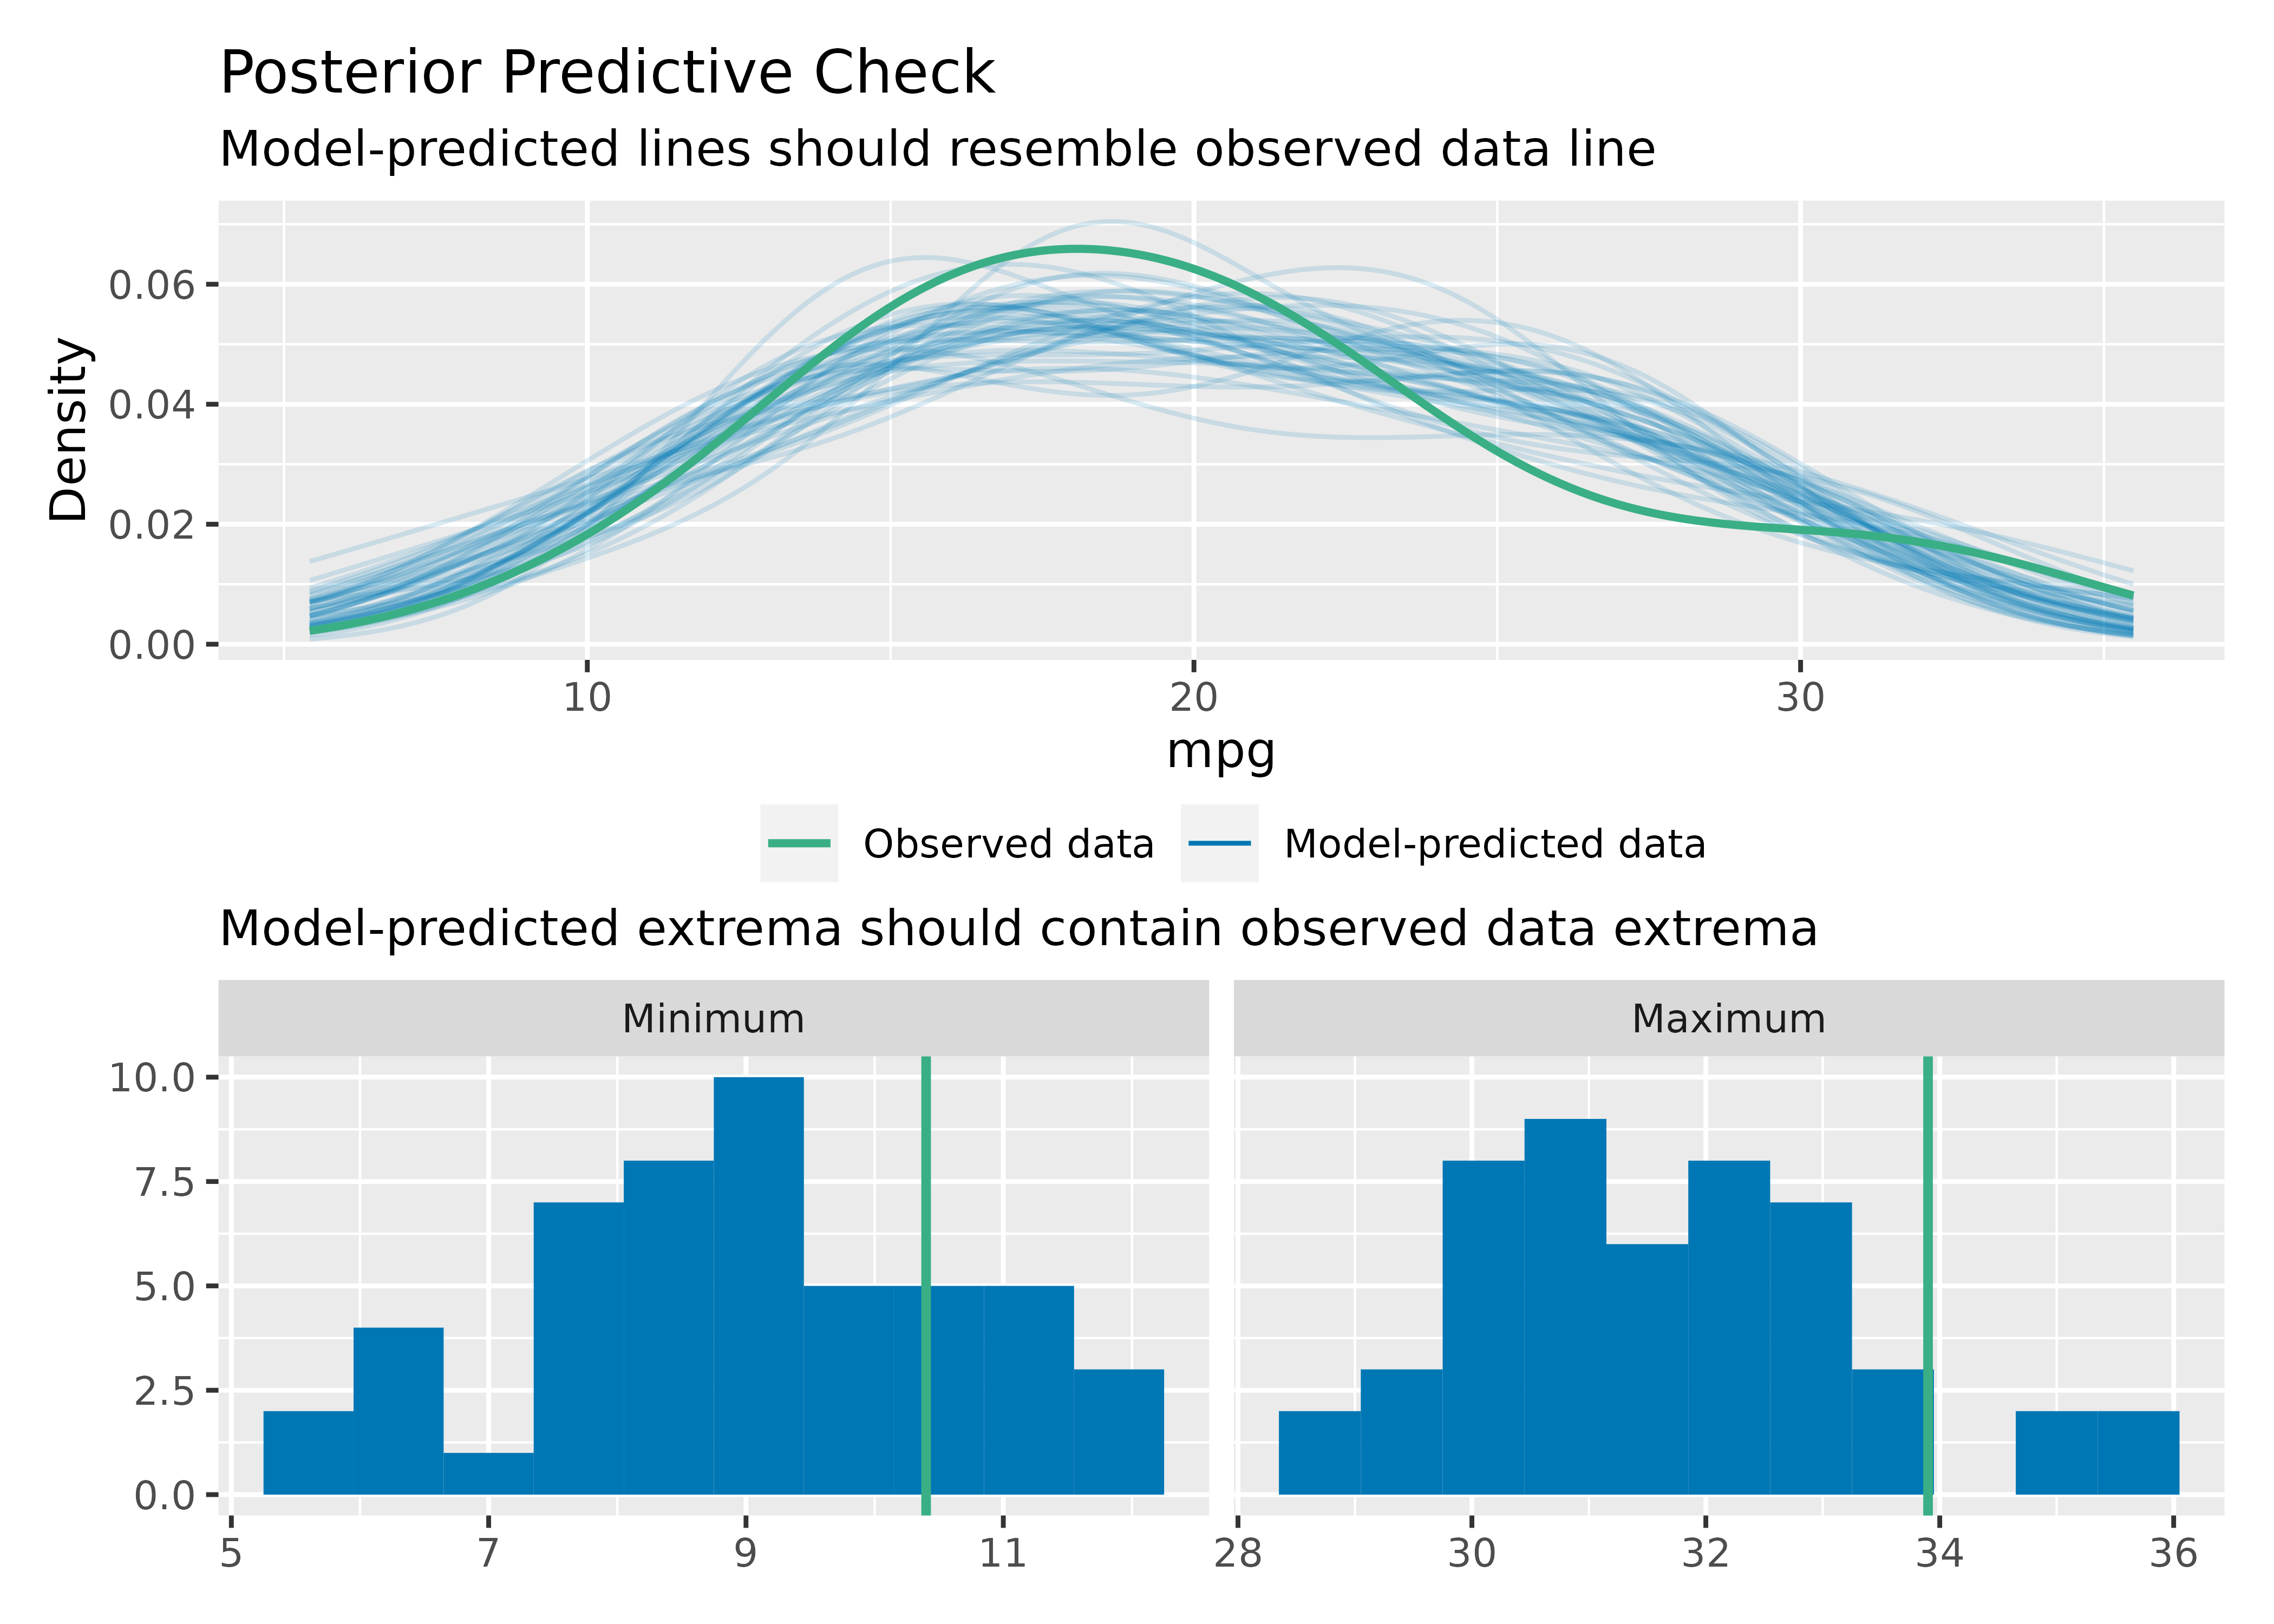 Posterior Predictive Check
Model-predicted lines should resemble observed data line
Density
0.06
0.04
0.02
0.00
10 20 30
mpg
Observed data Model-predicted data
Model-predicted extrema should contain observed data extrema
Minimum Maximum
10.0
7.5
5.0
2.5
0.0
5 7 9 11 28 30 32 34 36